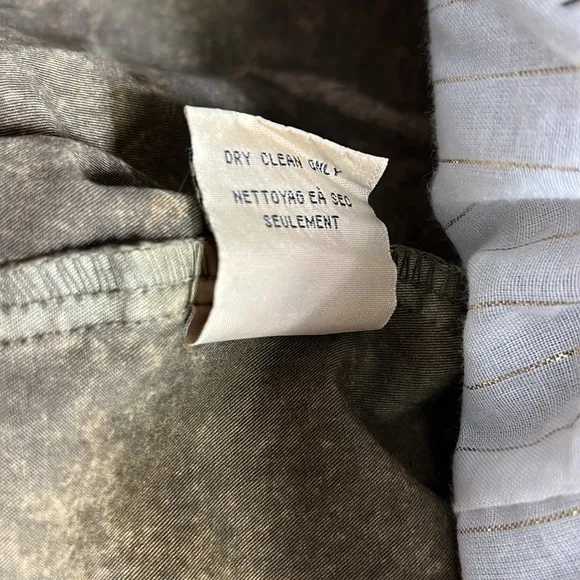 DRY CLEAN ONLY
NETTOYAG EÀ SEC
SEULEMENT